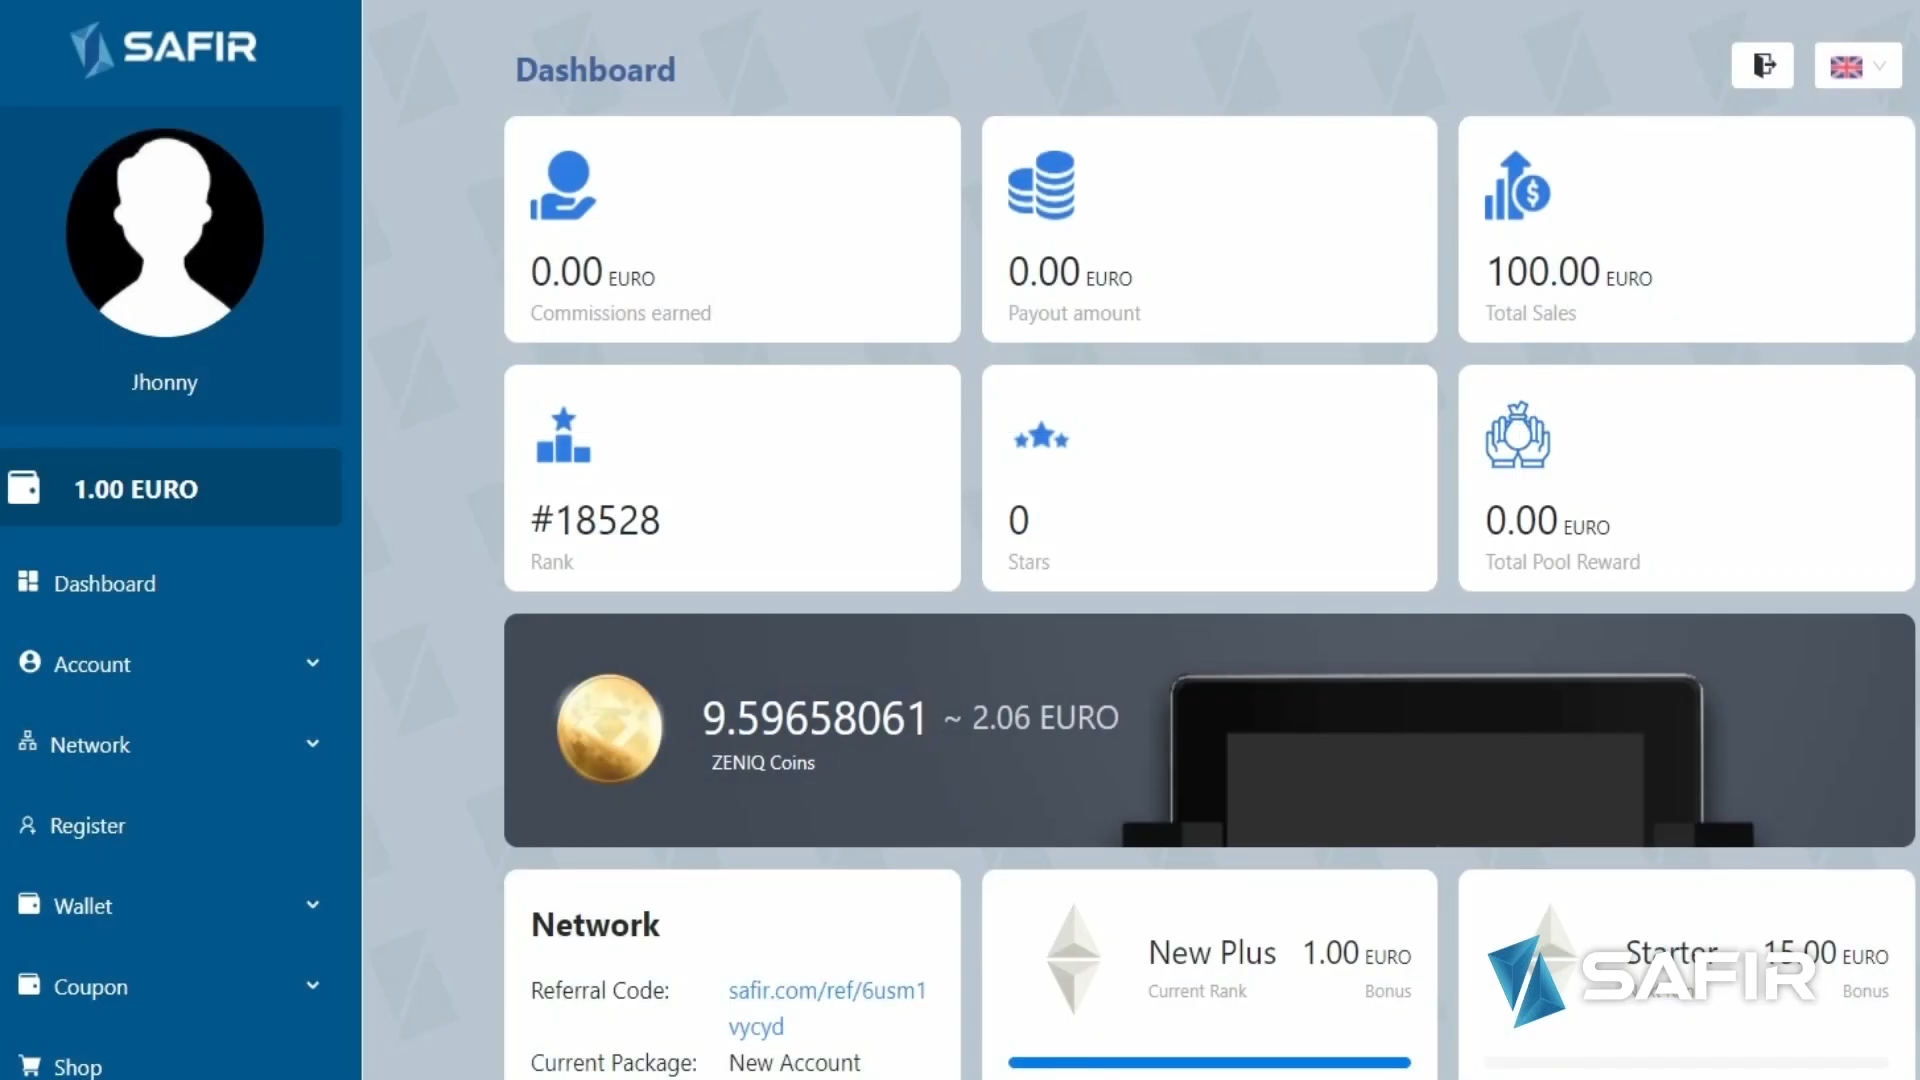 SAFIR
Jhonny
1.00 EURO
Dashboard
Account
Network
Register
Wallet
Coupon
Shop
Dashboard
0.00 EURO
Commissions earned
0.00 EURO
Payout amount
100.00 EURO
Total Sales
#18528
Rank
0
Stars
0.00 EURO
Total Pool Reward
9.59658061 ~ 2.06 EURO
ZENIQ Coins
Network
Referral Code: safir.com/ref/6usm1
vycyd
Current Package: New Account
New Plus 1.00 EURO
Current Rank Bonus
Starter 15.00 EURO
Bonus
SAFIR